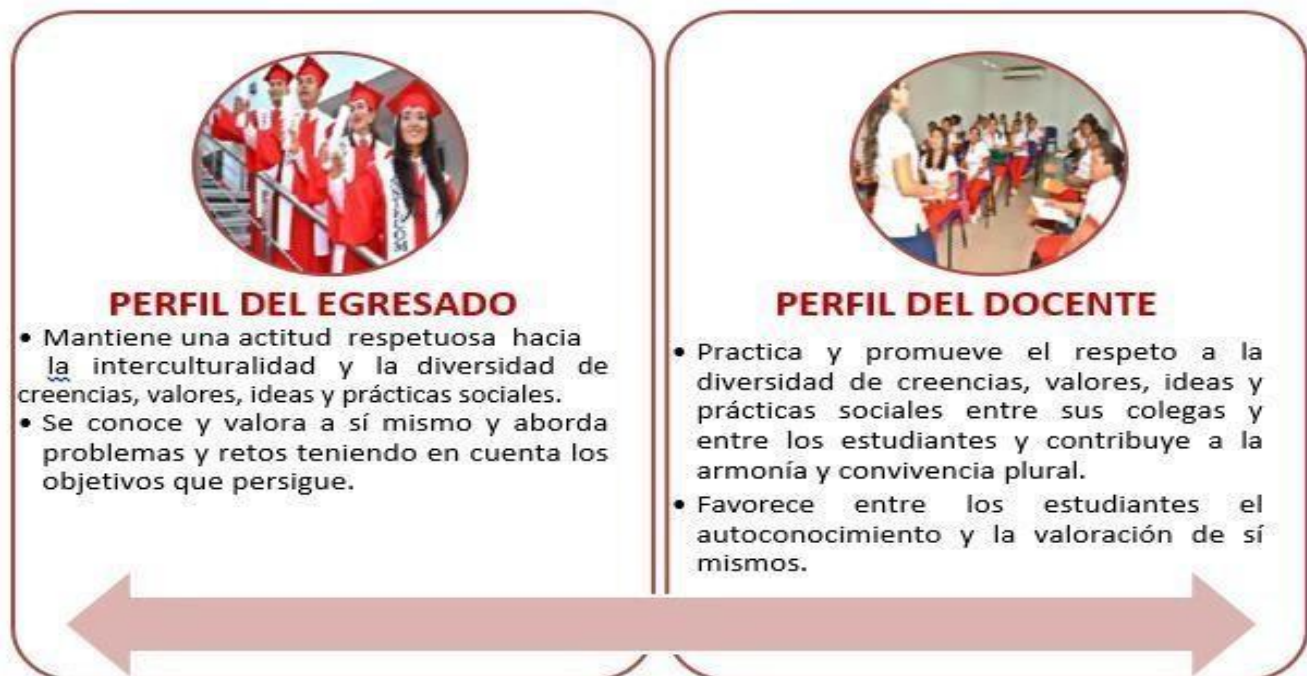 PERFIL DEL EGRESADO
• Mantiene una actitud respetuosa hacia
la interculturalidad y la diversidad de
creencias, valores, ideas y prácticas sociales.
• Se conoce y valora a sí mismo y aborda
problemas y retos teniendo en cuenta los
objetivos que persigue.
PERFIL DEL DOCENTE
• Practica y promueve el respeto a la
diversidad de creencias, valores, ideas y
prácticas sociales entre sus colegas y
entre los estudiantes y contribuye a la
armonía y convivencia plural.
• Favorece entre los estudiantes el
autoconocimiento y la valoración de sí
mismos.